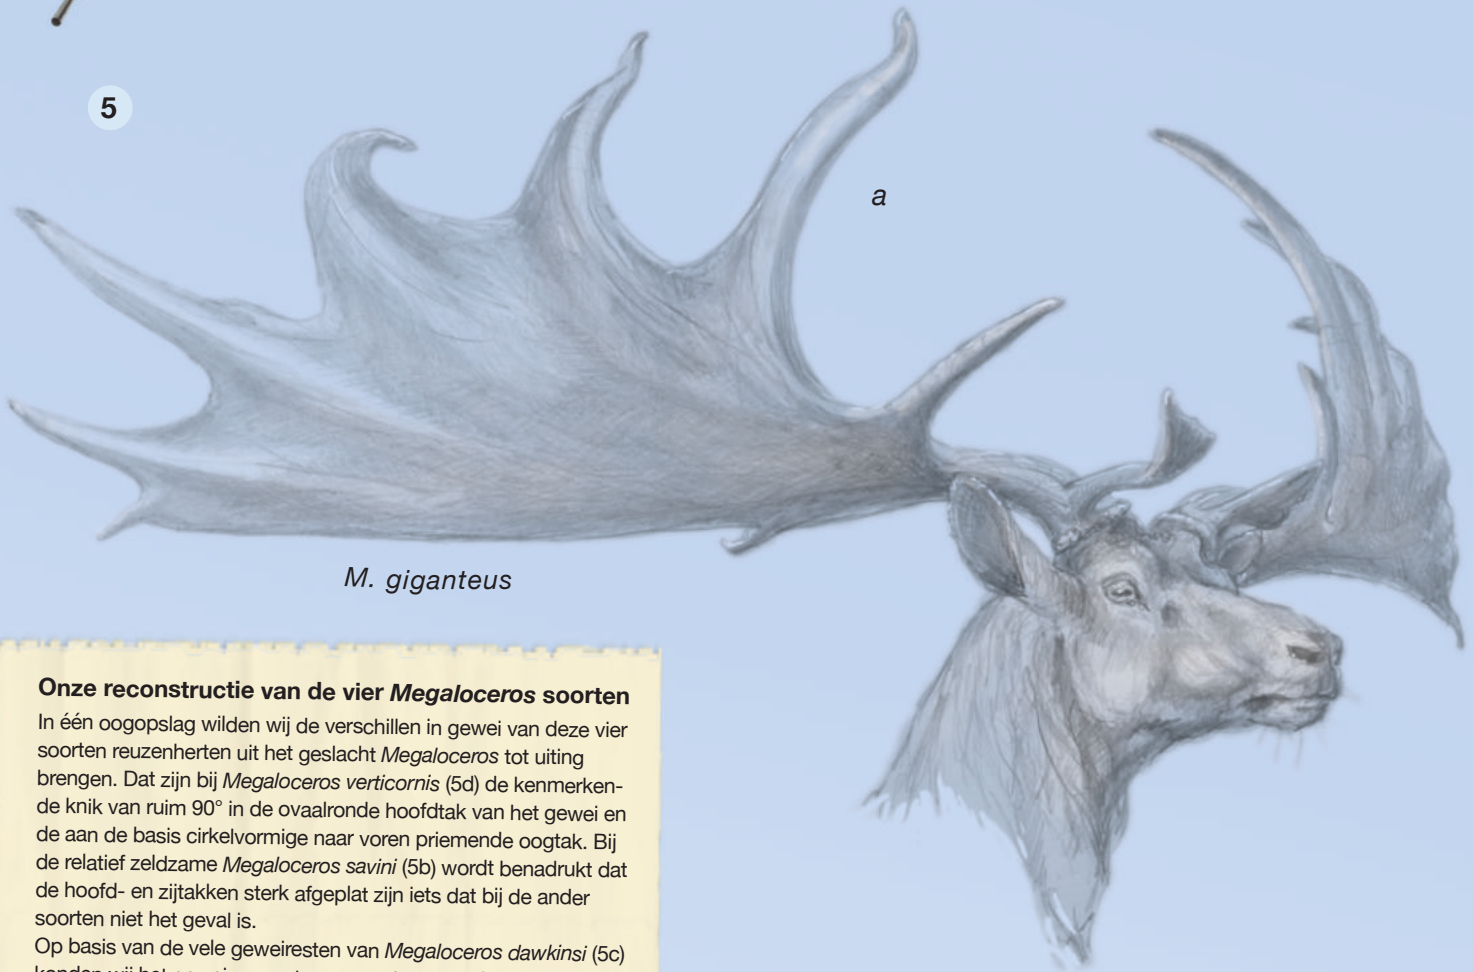 5
a
M. giganteus
Onze reconstructie van de vier Megaloceros soorten
In één oogopslag wilden wij de verschillen in gewei van deze vier
soorten reuzenherten uit het geslacht Megaloceros tot uiting
brengen. Dat zijn bij Megaloceros verticornis (5d) de kenmerken-
de knik van ruim 90° in de ovaalronde hoofdtak van het gewei en
de aan de basis cirkelvormige naar voren priemende oogtak. Bij
de relatief zeldzame Megaloceros savini (5b) wordt benadrukt dat
de hoofd- en zijtakken sterk afgeplat zijn iets dat bij de ander
soorten niet het geval is.
Op basis van de vele geweiresten van Megaloceros dawkinsi (5c)